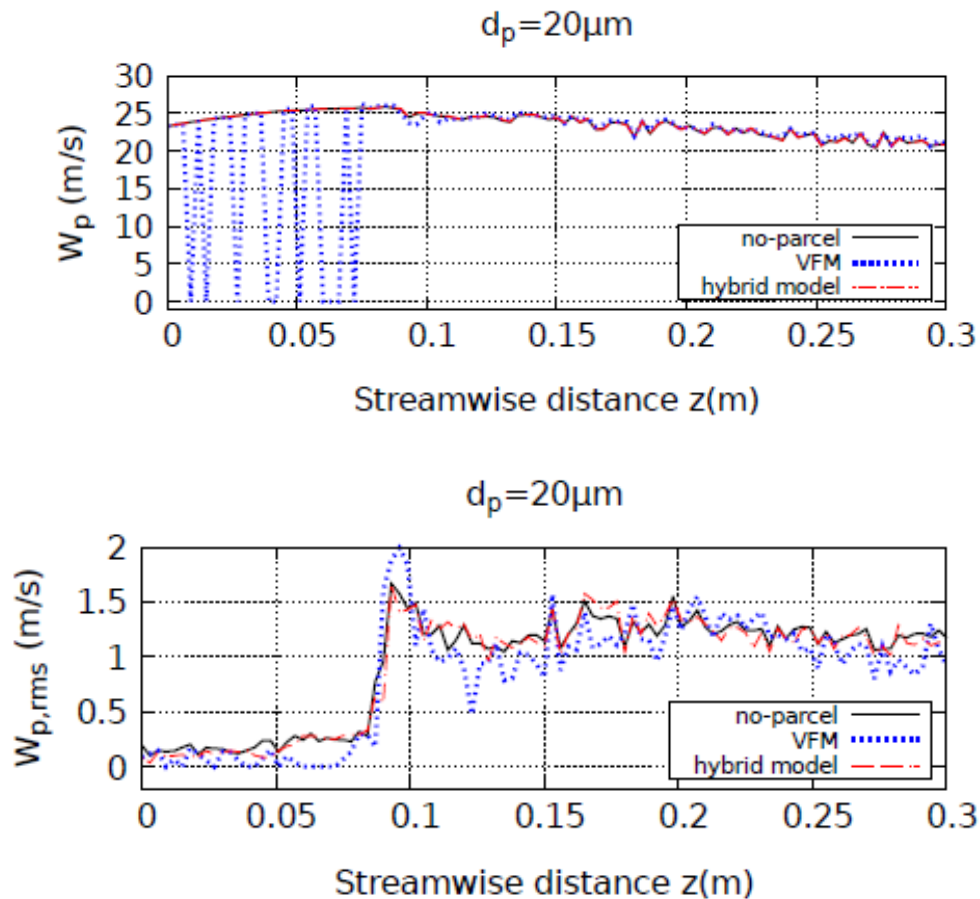 dp=20μm
Wp (m/s)
30
25
20
15
10
5
0
no-parcel
VFM
hybrid model
0 0.05 0.1 0.15 0.2 0.25 0.3
Streamwise distance z(m)
dp=20μm
Wp,rms (m/s)
2
1.5
1
0.5
0
no-parcel
VFM
hybrid model
0 0.05 0.1 0.15 0.2 0.25 0.3
Streamwise distance z(m)